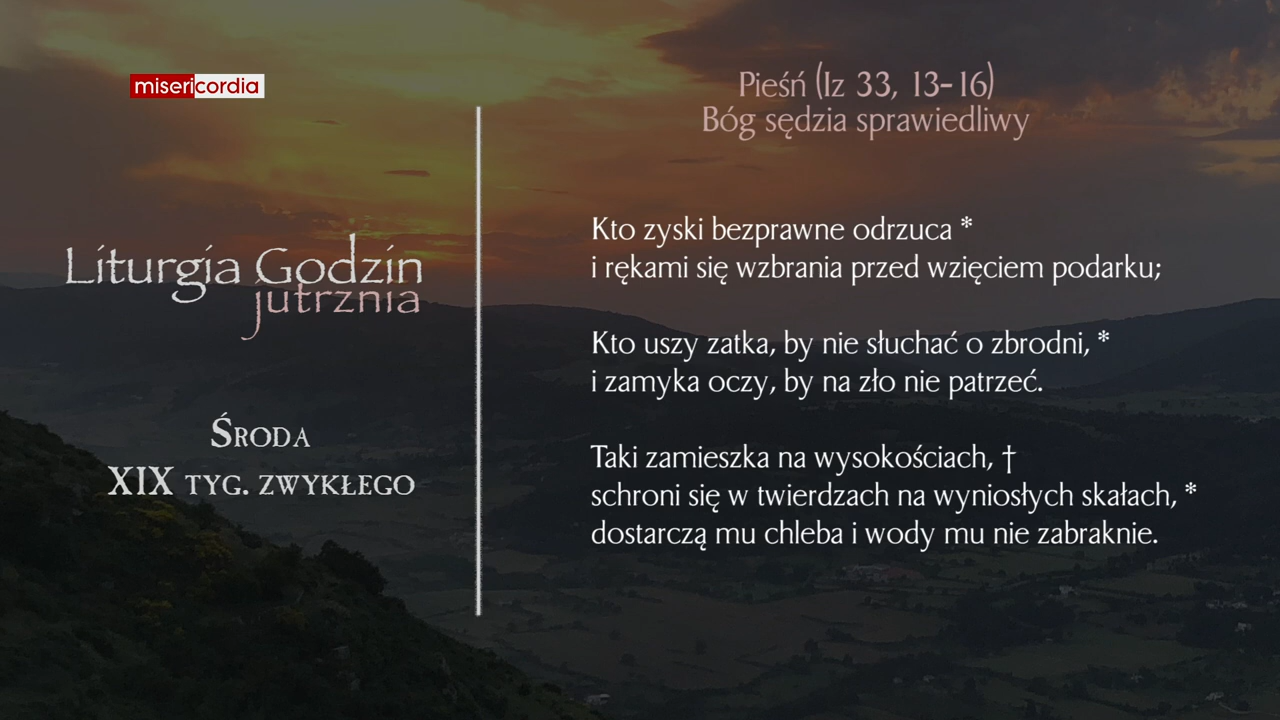 misericordia
Liturgia Godzin
jutrznia
Środa
XIX tyg. zwykłego
Pieśń (Iz 33, 13-16)
Bóg sędzia sprawiedliwy
Kto zyski bezprawne odrzuca *
i rękami się wzbrania przed wzięciem podarku;
Kto uszy zatka, by nie słuchać o zbrodni, *
i zamyka oczy, by na zło nie patrzeć.
Taki zamieszka na wysokościach, †
schroni się w twierdzach na wyniosłych skałach, *
dostarczą mu chleba i wody mu nie zabraknie.